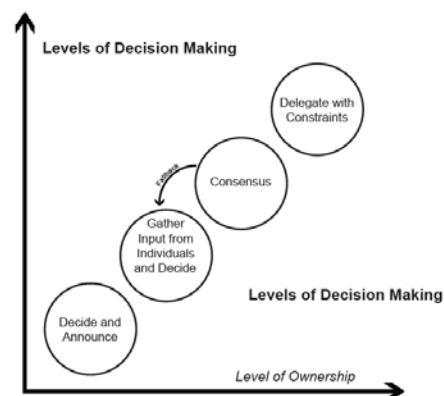 Levels of Decision Making
Delegate with
Constraints
Consensus
Fallback
Gather
Input from
Individuals
and Decide
Levels of Decision Making
Decide and
Announce
Level of Ownership